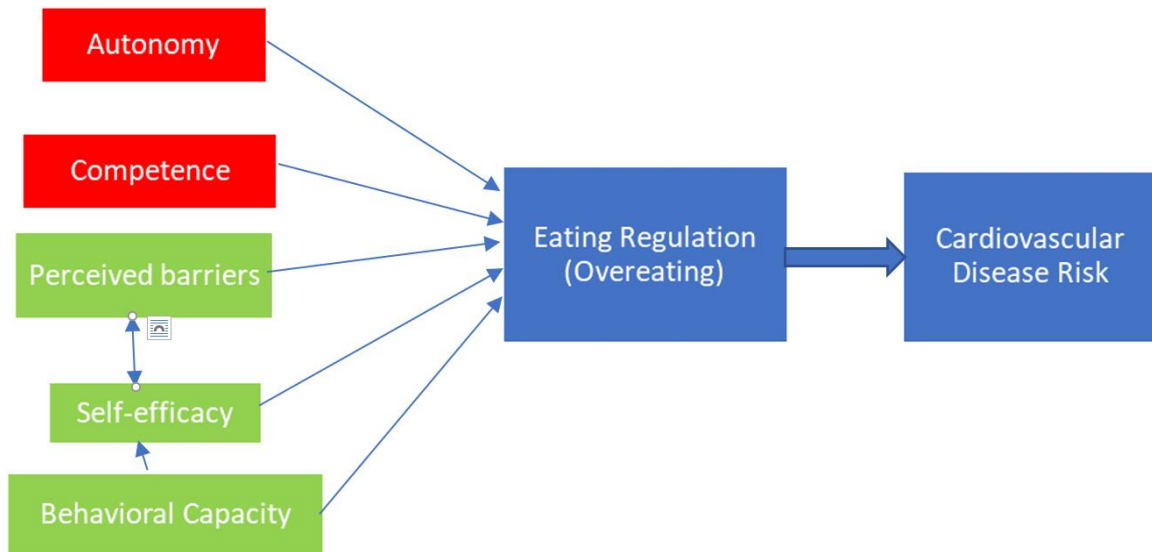 Autonomy
Competence
Perceived barriers
Self-efficacy
Behavioral Capacity
Eating Regulation
(Overeating)
Cardiovascular
Disease Risk